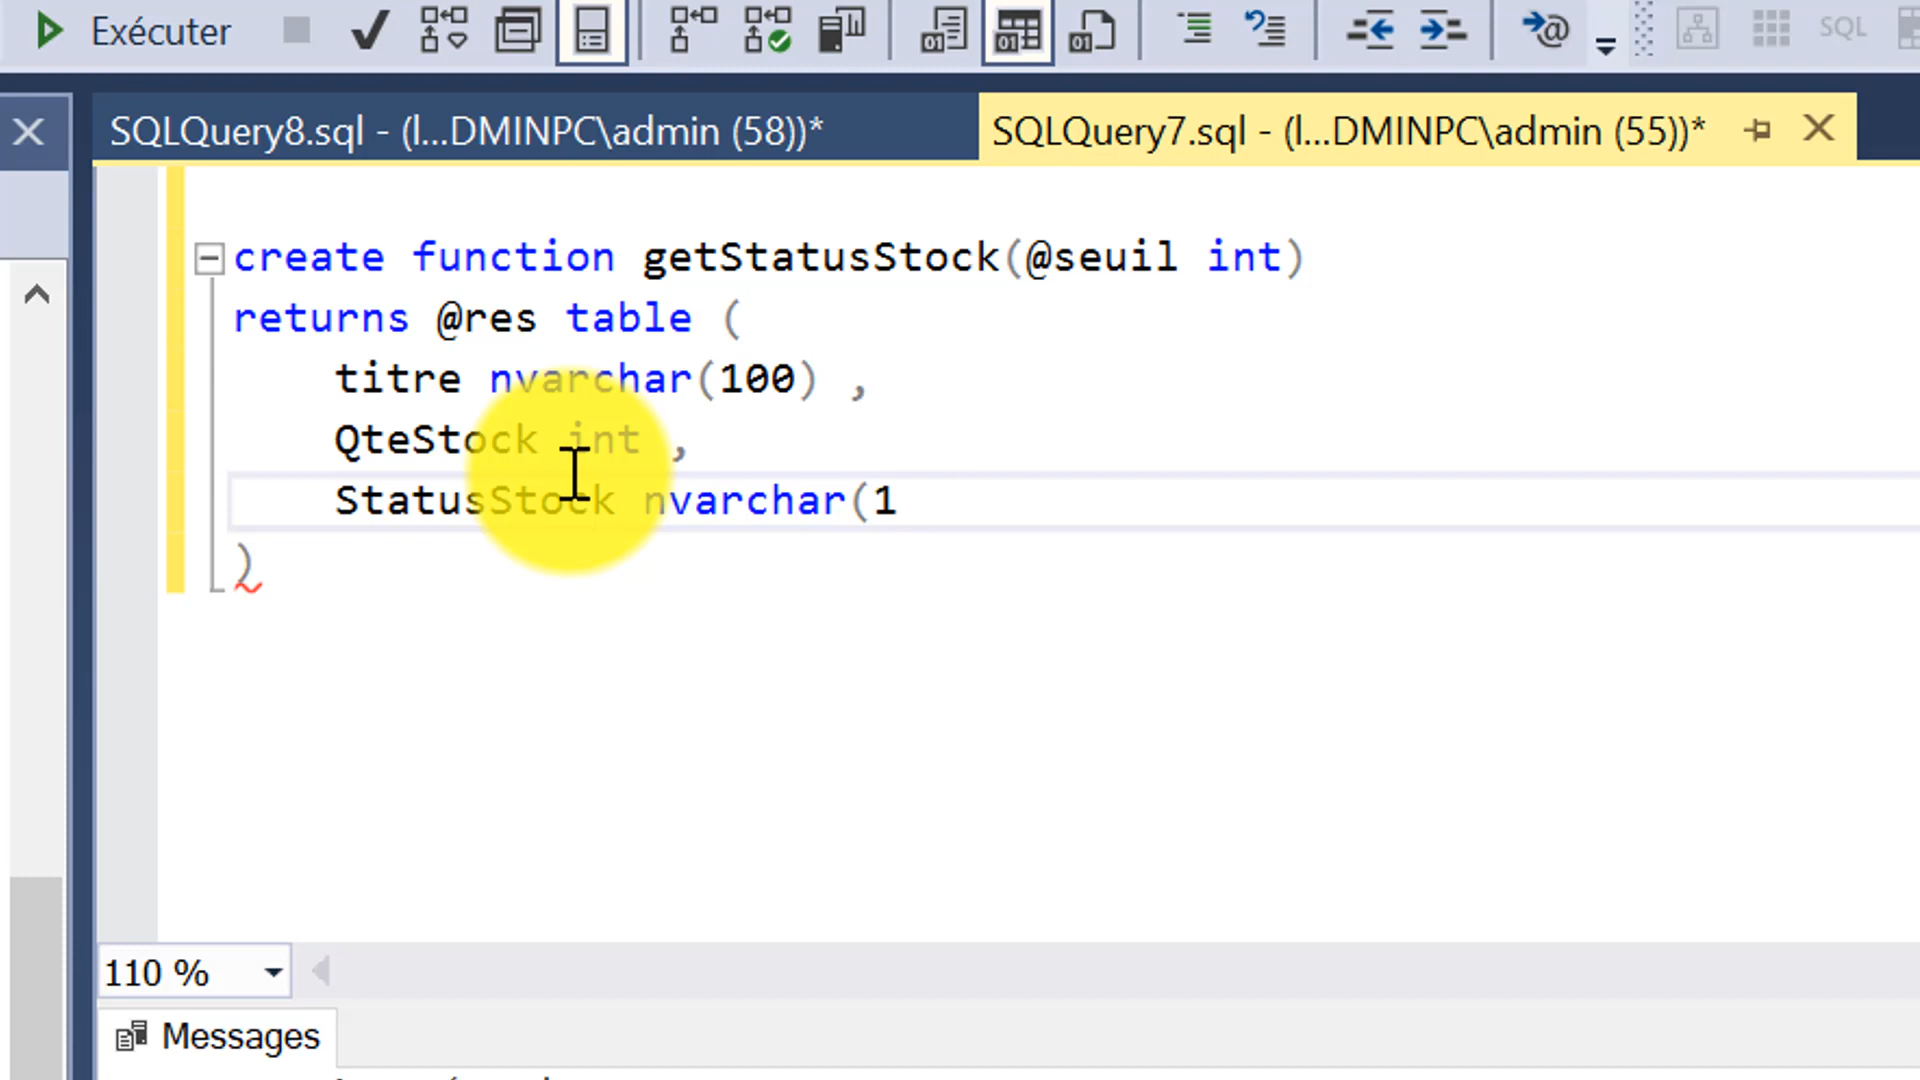 Exécuter
SQL
SQLQuery8.sql - (l...DMINPC\admin (58))*
SQLQuery7.sql - (l...DMINPC\admin (55))*
create function getStatusStock(@seuil int)
returns @res table (
titre nvarchar(100) ,
QteStock int ,
StatusStock nvarchar(1
)
110 %
Messages